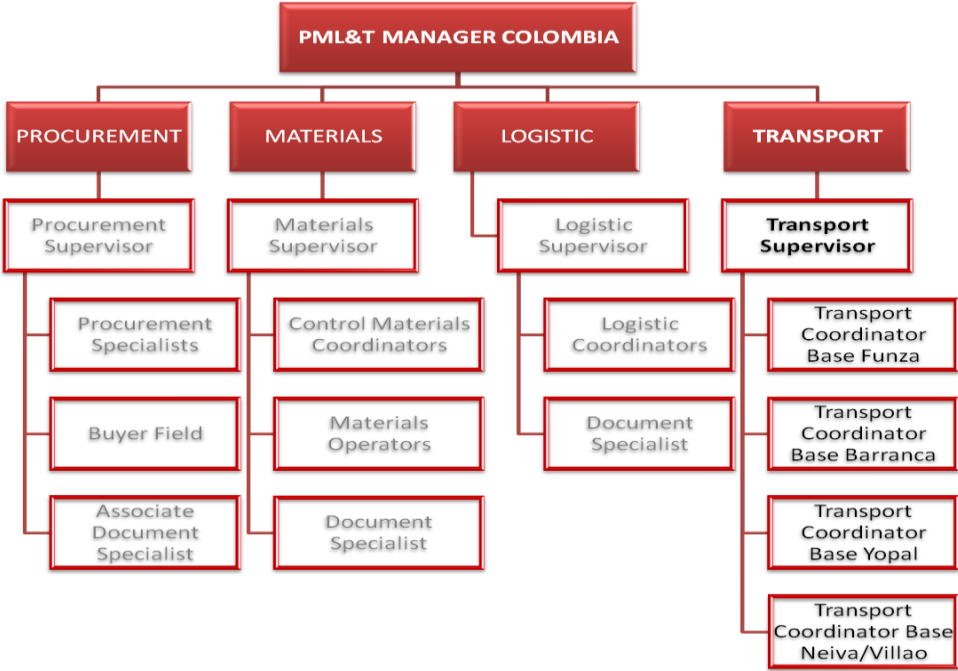 PML&T MANAGER COLOMBIA
PROCUREMENT
MATERIALS
LOGISTIC
TRANSPORT
Procurement
Supervisor
Materials
Supervisor
Logistic
Supervisor
Transport
Supervisor
Procurement
Specialists
Control Materials
Coordinators
Logistic
Coordinators
Transport
Coordinator
Base Funza
Buyer Field
Materials
Operators
Document
Specialist
Transport
Coordinator
Base Barranca
Associate
Document
Specialist
Document
Specialist
Transport
Coordinator
Base Yopal
Transport
Coordinator Base
Neiva/Villao